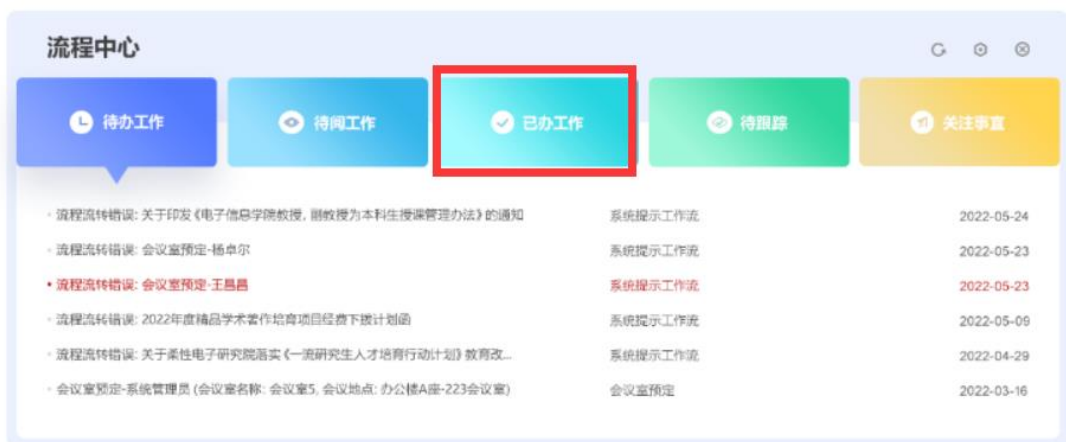 流程中心
待办工作 待阅工作 已办工作 待跟踪 关注事宜
流程流转错误: 关于印发《电子信息学院教授, 副教授为本科生授课管理办法》的通知 系统提示工作流 2022-05-24
流程流转错误: 会议室预定-杨卓尔 系统提示工作流 2022-05-23
流程流转错误: 会议室预定-王昌昌 系统提示工作流 2022-05-23
流程流转错误: 2022年度精品学术著作培育项目经费下拨计划函 系统提示工作流 2022-05-09
流程流转错误: 关于柔性电子研究院落实《一流研究生人才培育行动计划》教育改... 系统提示工作流 2022-04-29
会议室预定-系统管理员 (会议室名称: 会议室5, 会议地点: 办公楼A座-223会议室) 会议室预定 2022-03-16